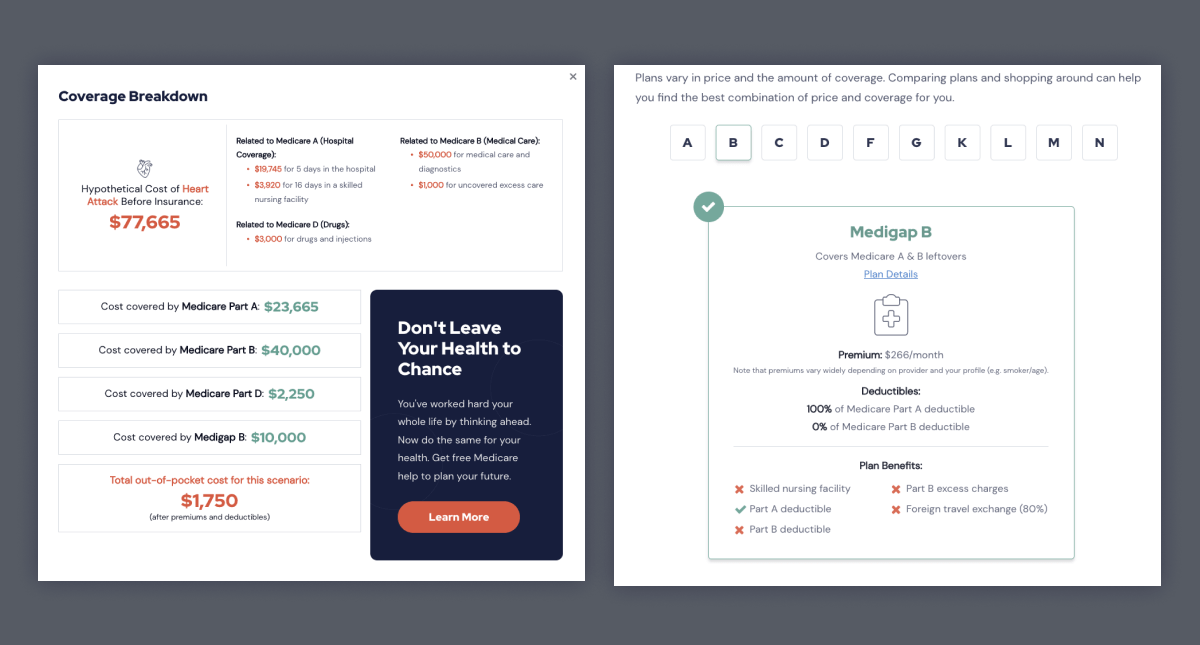 ×
Coverage Breakdown
Hypothetical Cost of Heart
Attack Before Insurance:
$77,665
Related to Medicare A (Hospital
Coverage):
• $19,745 for 5 days in the hospital
• $3,920 for 16 days in a skilled
nursing facility
Related to Medicare D (Drugs):
• $3,000 for drugs and injections
Related to Medicare B (Medical Care):
• $50,000 for medical care and
diagnostics
• $1,000 for uncovered excess care
Cost covered by Medicare Part A: $23,665
Cost covered by Medicare Part B: $40,000
Cost covered by Medicare Part D: $2,250
Cost covered by Medigap B: $10,000
Total out-of-pocket cost for this scenario:
$1,750
(after premiums and deductibles)
Don't Leave
Your Health to
Chance
You've worked hard your
whole life by thinking ahead.
Now do the same for your
health. Get free Medicare
help to plan your future.
Learn More
Plans vary in price and the amount of coverage. Comparing plans and shopping around can help
you find the best combination of price and coverage for you.
A B C D F G K L M N
Medigap B
Covers Medicare A & B leftovers
Plan Details
Premium: $266/month
Note that premiums vary widely depending on provider and your profile (e.g. smoker/age).
Deductibles:
100% of Medicare Part A deductible
0% of Medicare Part B deductible
Plan Benefits:
Skilled nursing facility
Part A deductible
Part B deductible
Part B excess charges
Foreign travel exchange (80%)